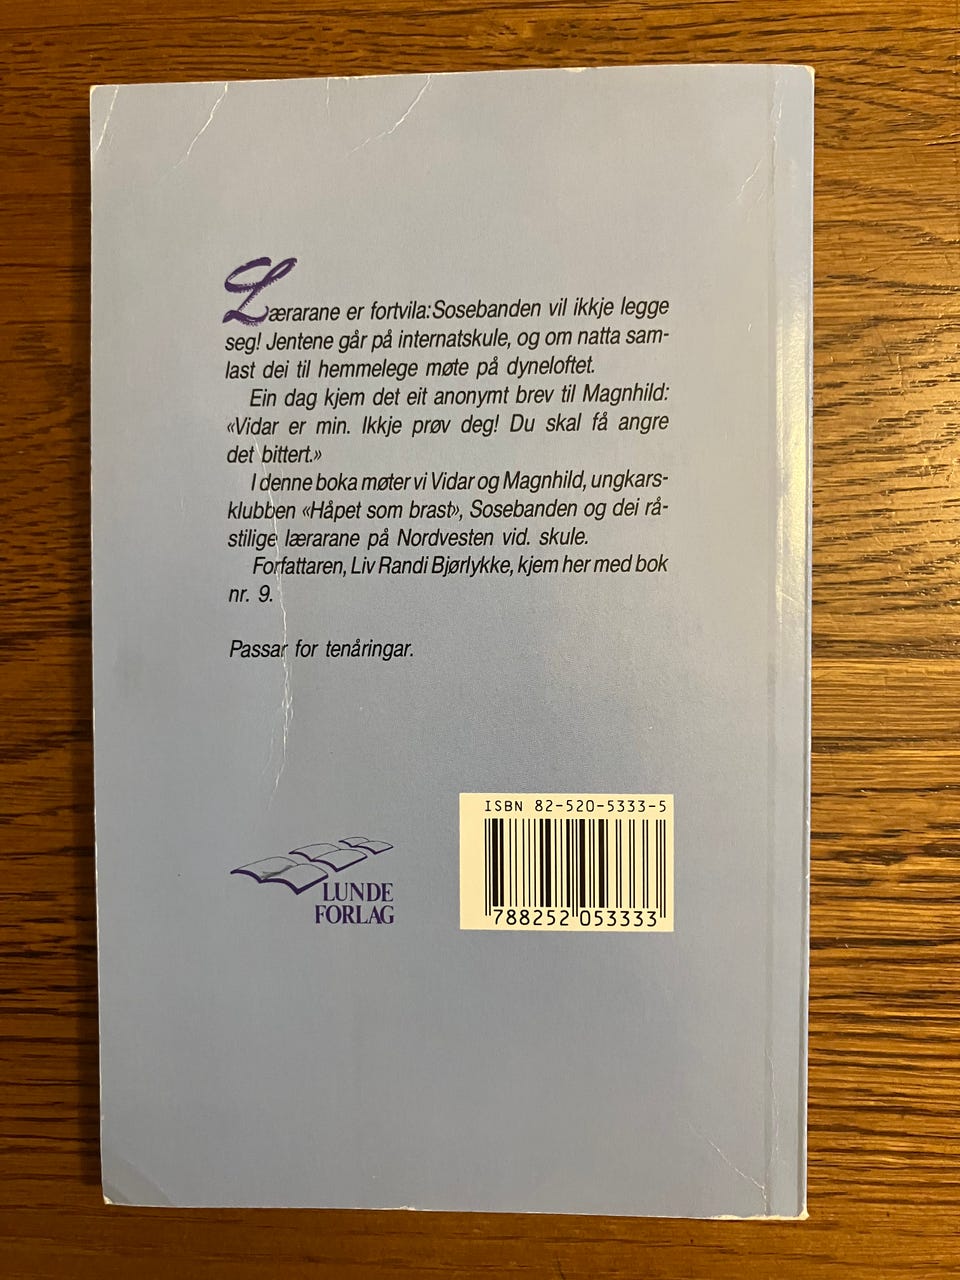 Lærarane er fortvila:Sosebanden vil ikkje legge
seg! Jentene går på internatskule, og om natta sam-
last dei til hemmelege møte på dyneloftet.
Ein dag kjem det eit anonymt brev til Magnhild:
«Vidar er min. Ikkje prøv deg! Du skal få angre
det bittert.»
I denne boka møter vi Vidar og Magnhild, ungkars-
klubben «Håpet som brast», Sosebanden og dei rå-
stilige lærarane på Nordvesten vid. skule.
Forfattaren, Liv Randi Bjørlykke, kjem her med bok
nr. 9.
Passar for tenåringar.
ISBN 82-520-5333-5
788252 053333
LUNDE
FORLAG